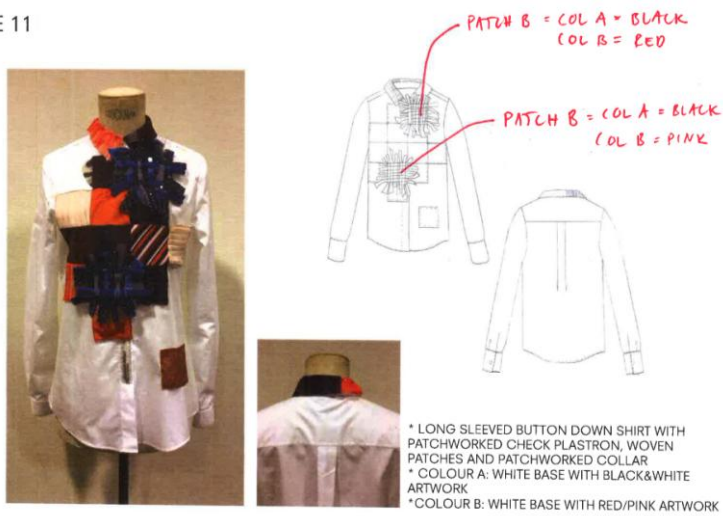 E 11
PATCH B = COL A = BLACK
COL B = RED
PATCH B = COL A = BLACK
COL B = PINK
* LONG SLEEVED BUTTON DOWN SHIRT WITH
PATCHWORKED CHECK PLASTRON, WOVEN
PATCHES AND PATCHWORKED COLLAR
* COLOUR A: WHITE BASE WITH BLACK&WHITE
ARTWORK
*COLOUR B: WHITE BASE WITH RED/PINK ARTWORK